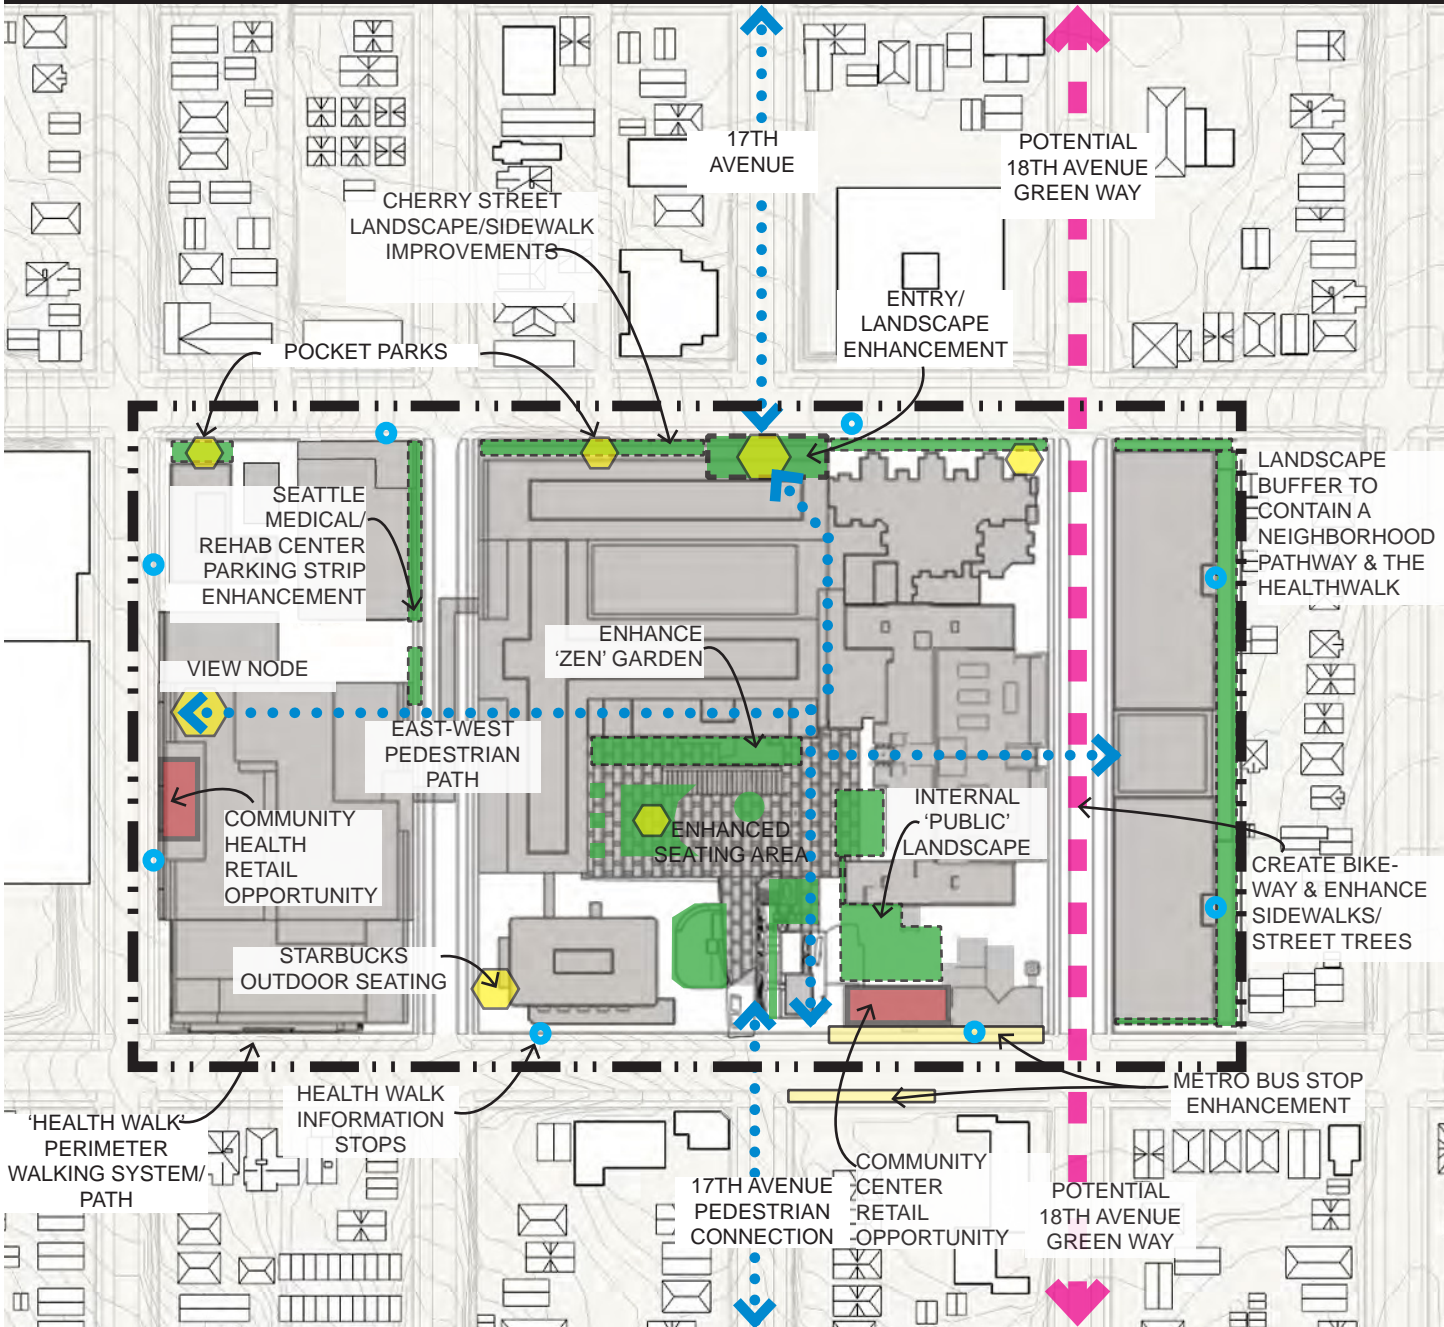 17TH
AVENUE
POTENTIAL
18TH AVENUE
GREEN WAY
CHERRY STREET
LANDSCAPE/SIDEWALK
IMPROVEMENTS
ENTRY/
LANDSCAPE
ENHANCEMENT
POCKET PARKS
SEATTLE
MEDICAL/
REHAB CENTER
PARKING STRIP
ENHANCEMENT
LANDSCAPE
BUFFER TO
CONTAIN A
NEIGHBORHOOD
PATHWAY & THE
HEALTHWALK
ENHANCE
‘ZEN’ GARDEN
VIEW NODE
EAST-WEST
PEDESTRIAN
PATH
COMMUNITY
HEALTH
RETAIL
OPPORTUNITY
ENHANCED
SEATING AREA
INTERNAL
‘PUBLIC’
LANDSCAPE
CREATE BIKE-
WAY & ENHANCE
SIDEWALKS/
STREET TREES
STARBUCKS
OUTDOOR SEATING
‘HEALTH WALK’
PERIMETER
WALKING SYSTEM/
PATH
HEALTH WALK
INFORMATION
STOPS
METRO BUS STOP
ENHANCEMENT
17TH AVENUE
PEDESTRIAN
CONNECTION
COMMUNITY
CENTER
RETAIL
OPPORTUNITY
POTENTIAL
18TH AVENUE
GREEN WAY